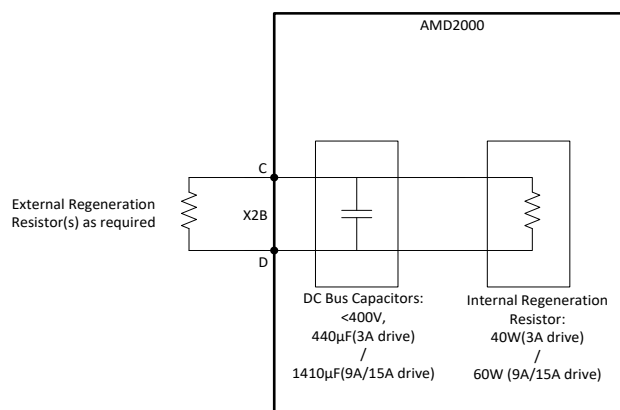 AMD2000
C
External Regeneration
Resistor(s) as required
X2B
D
DC Bus Capacitors:
<400V,
440µF(3A drive)
/
1410µF(9A/15A drive)
Internal Regeneration
Resistor:
40W(3A drive)
/
60W (9A/15A drive)